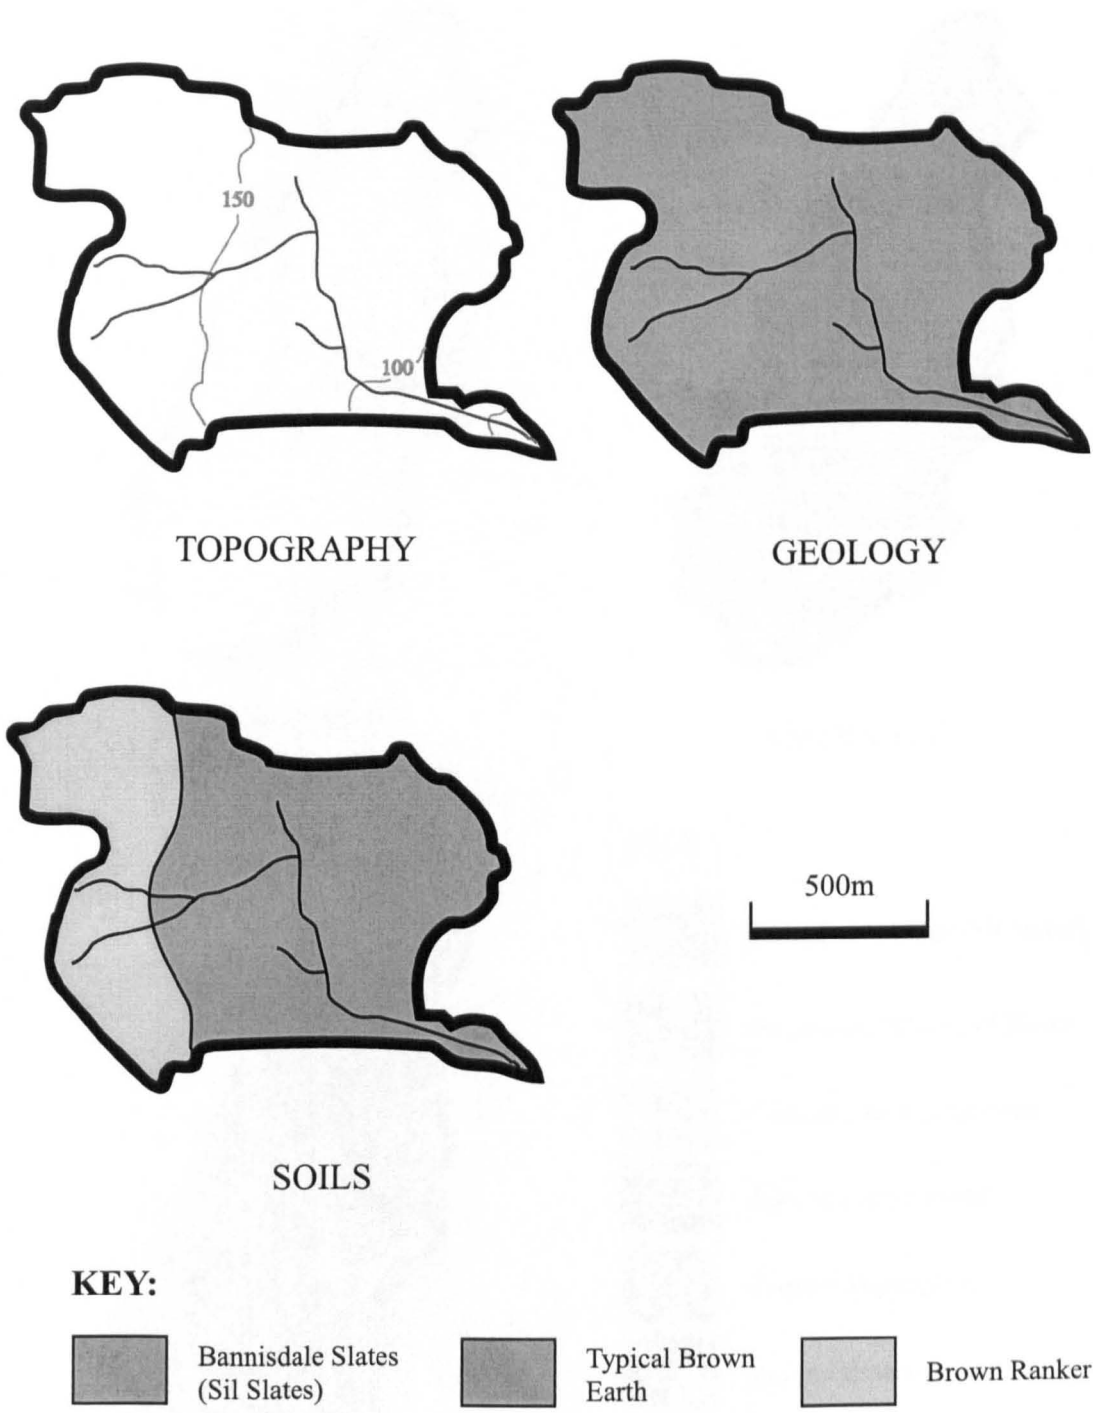 150
100
TOPOGRAPHY
GEOLOGY
500m
SOILS
KEY:
Bannisdale Slates
(Sil Slates)
Typical Brown
Earth
Brown Ranker